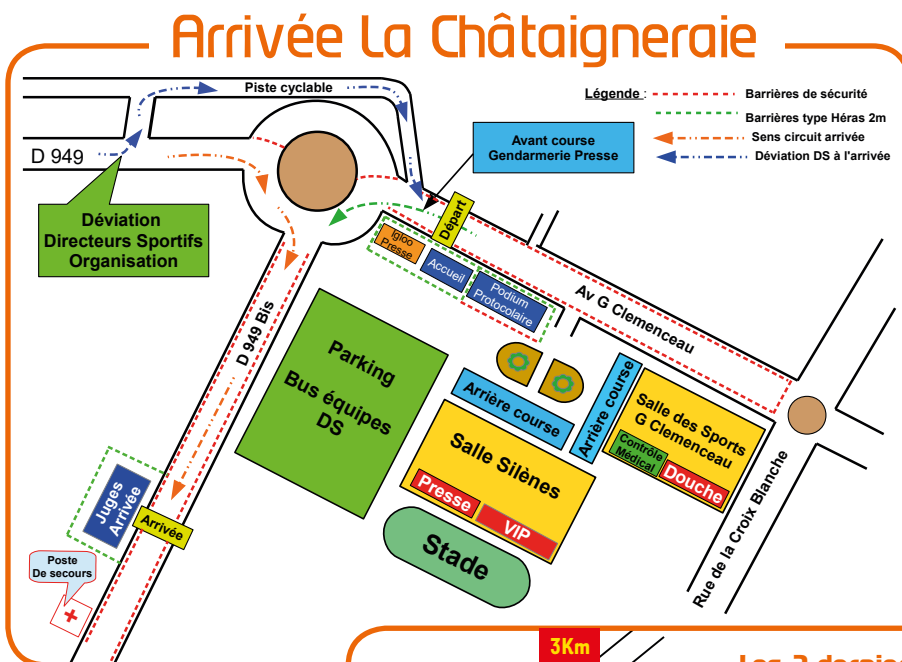 Arrivée La Châtaigneraie
Piste cyclable
Légende :
Barrières de sécurité
Barrières type Héras 2m
Sens circuit arrivée
Déviation DS à l'arrivée
D 949
Avant course
Gendarmerie Presse
Déviation
Directeurs Sportifs
Organisation
Départ
Igloo
Presse
Accueil
Podium
Protocolaire
Av G Clemenceau
D 949 Bis
Parking
Bus équipes
DS
Arrière course
Arrière course
Salle des Sports
G Clemenceau
Contrôle
Médical
Douche
Salle Silènes
Presse
VIP
Stade
Rue de la Croix Blanche
Juges
Arrivée
Arrivée
Poste
De secours
3Km